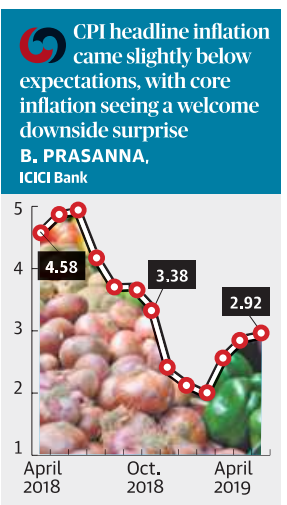 CPI headline inflation
came slightly below
expectations, with core
inflation seeing a welcome
downside surprise
B. PRASANNA,
ICICI Bank
5
4
3
2
1
4.58
3.38
2.92
April
2018
Oct.
2018
April
2019